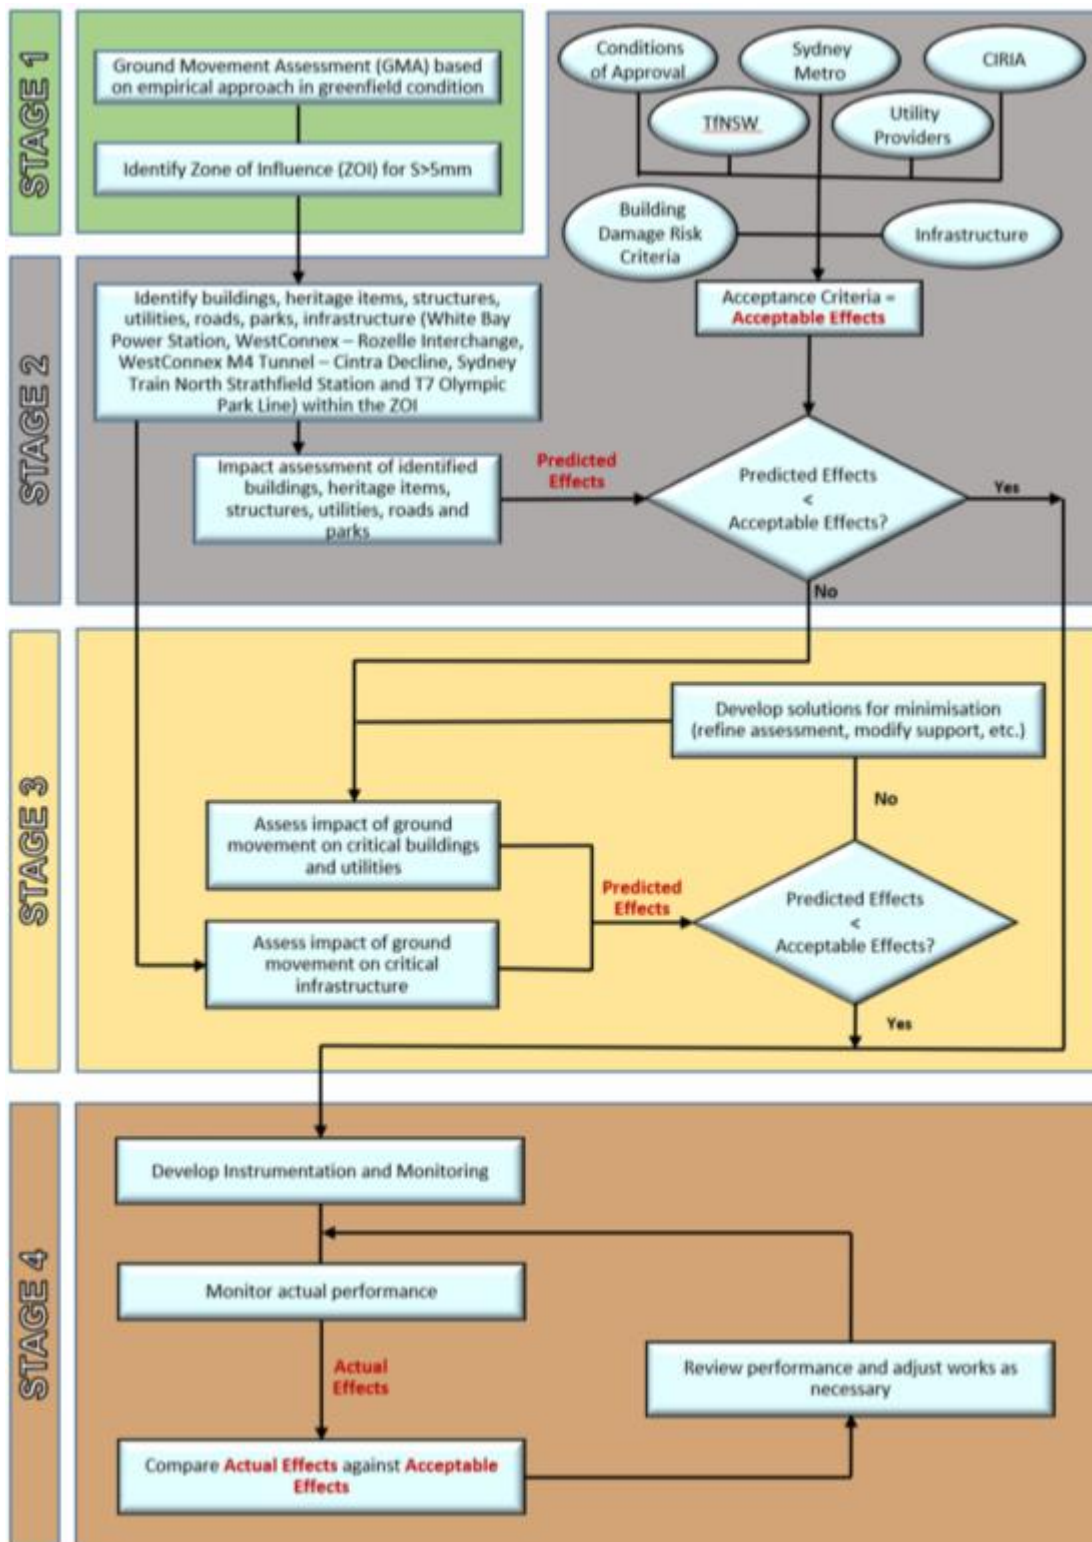 STAGE 1
Ground Movement Assessment (GMA) based
on empirical approach in greenfield condition
Identify Zone of Influence (ZOI) for S>5mm
Conditions
of Approval
Sydney
Metro
CIRIA
TfNSW
Utility
Providers
Building
Damage Risk
Criteria
Infrastructure
Acceptance Criteria =
Acceptable Effects
STAGE 2
Identify buildings, heritage items, structures,
utilities, roads, parks, infrastructure (White Bay
Power Station, WestConnex – Rozelle Interchange,
WestConnex M4 Tunnel – Cintra Decline, Sydney
Train North Strathfield Station and T7 Olympic
Park Line) within the ZOI
Impact assessment of identified
buildings, heritage items,
structures, utilities, roads and
parks
Predicted
Effects
Predicted Effects
<
Acceptable Effects?
Yes
No
STAGE 3
Develop solutions for minimisation
(refine assessment, modify support, etc.)
No
Assess impact of ground
movement on critical buildings
and utilities
Assess impact of ground
movement on critical
infrastructure
Predicted
Effects
Predicted Effects
<
Acceptable Effects?
Yes
STAGE 4
Develop Instrumentation and Monitoring
Monitor actual performance
Actual
Effects
Review performance and adjust works as
necessary
Compare Actual Effects against Acceptable
Effects